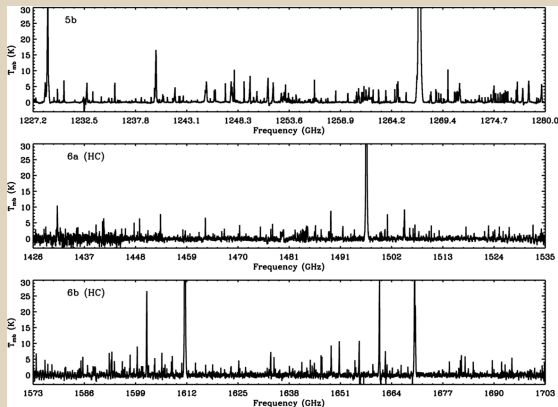 5b
T_mb (K)
30
25
20
15
10
5
0
1227.2 1232.5 1237.8 1243.1 1248.3 1253.6 1258.9 1264.2 1269.4 1274.7 1280.0
Frequency (GHz)
6a (HC)
T_mb (K)
30
25
20
15
10
5
0
1426 1437 1448 1459 1470 1481 1491 1502 1513 1524 1535
Frequency (GHz)
6b (HC)
T_mb (K)
30
25
20
15
10
5
0
1573 1586 1599 1612 1625 1638 1651 1664 1677 1690 1703
Frequency (GHz)